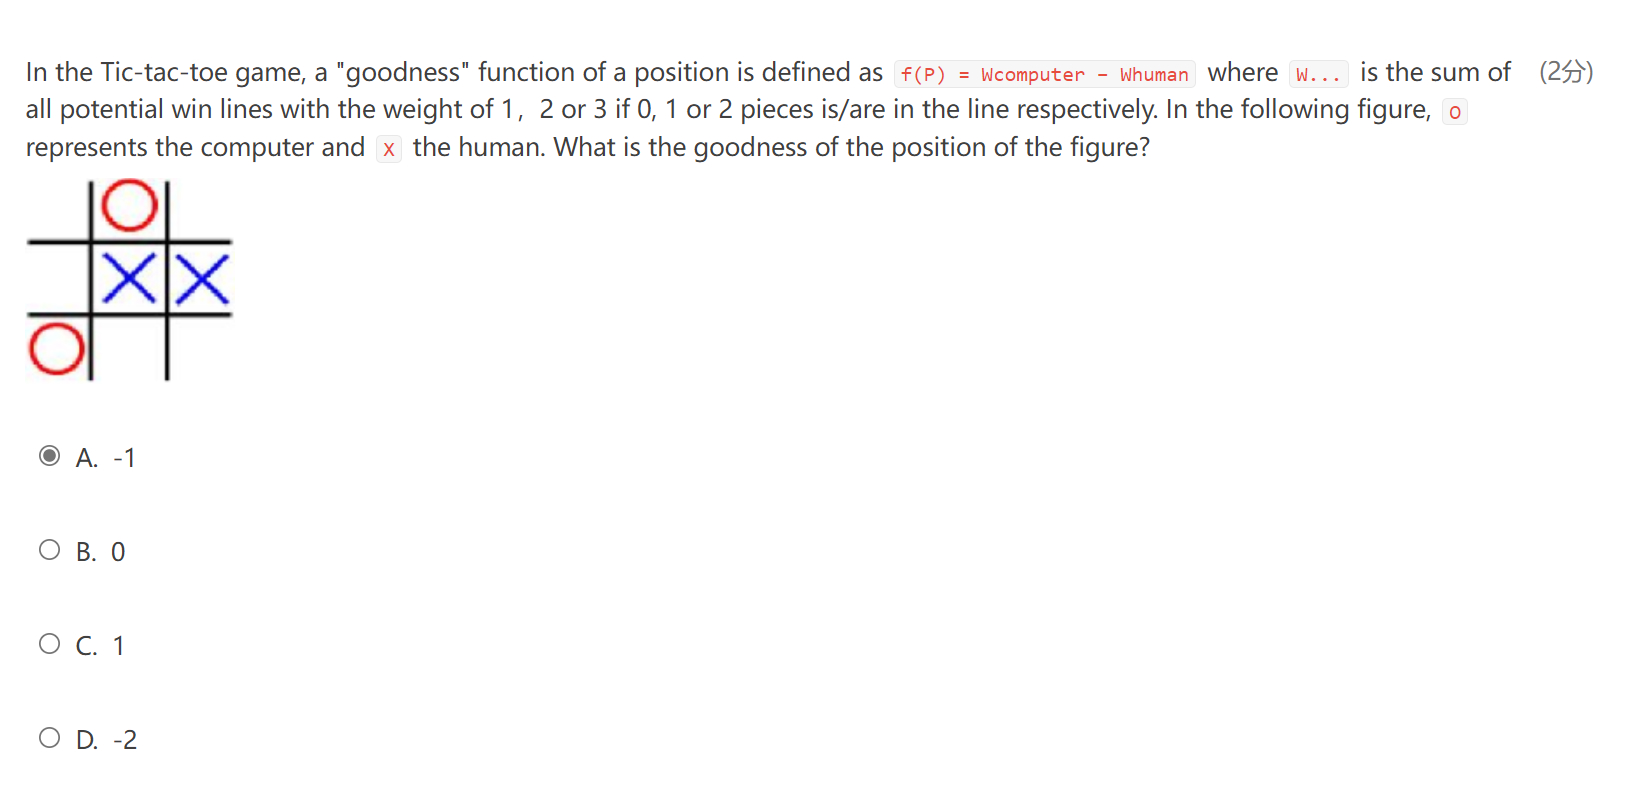 In the Tic-tac-toe game, a "goodness" function of a position is defined as f(P) = Wcomputer - Whuman where W... is the sum of (2分)
all potential win lines with the weight of 1, 2 or 3 if 0, 1 or 2 pieces is/are in the line respectively. In the following figure, O
represents the computer and X the human. What is the goodness of the position of the figure?
O
X X
O
A. -1
B. 0
C. 1
D. -2